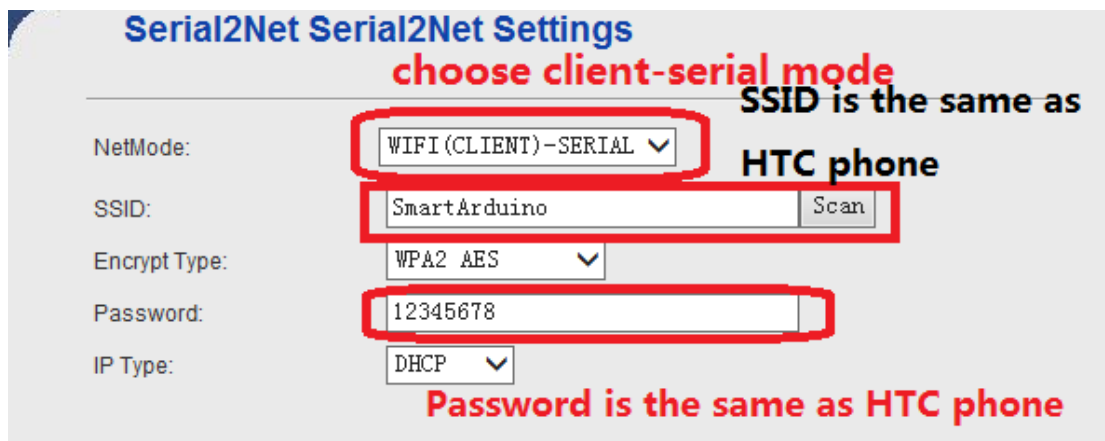 Serial2Net Serial2Net Settings
choose client-serial mode
SSID is the same as
HTC phone
NetMode: WIFI(CLIENT)-SERIAL
SSID: SmartArduino Scan
Encrypt Type: WPA2 AES
Password: 12345678
IP Type: DHCP
Password is the same as HTC phone